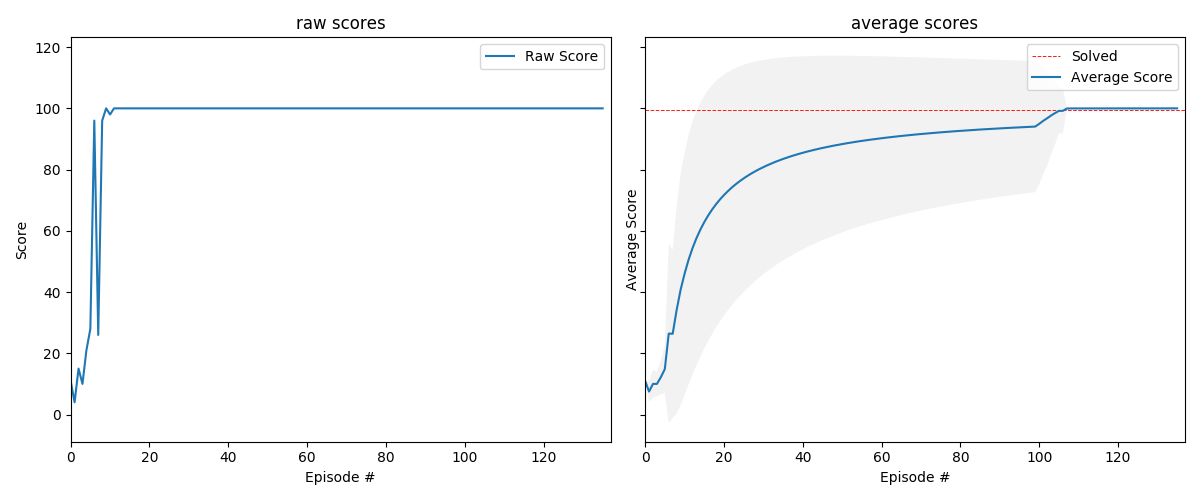 raw scores
120
100
80
60
40
20
0
Score
0 20 40 60 80 100 120
Episode #
Raw Score
average scores
Average Score
0 20 40 60 80 100 120
Episode #
Solved
Average Score